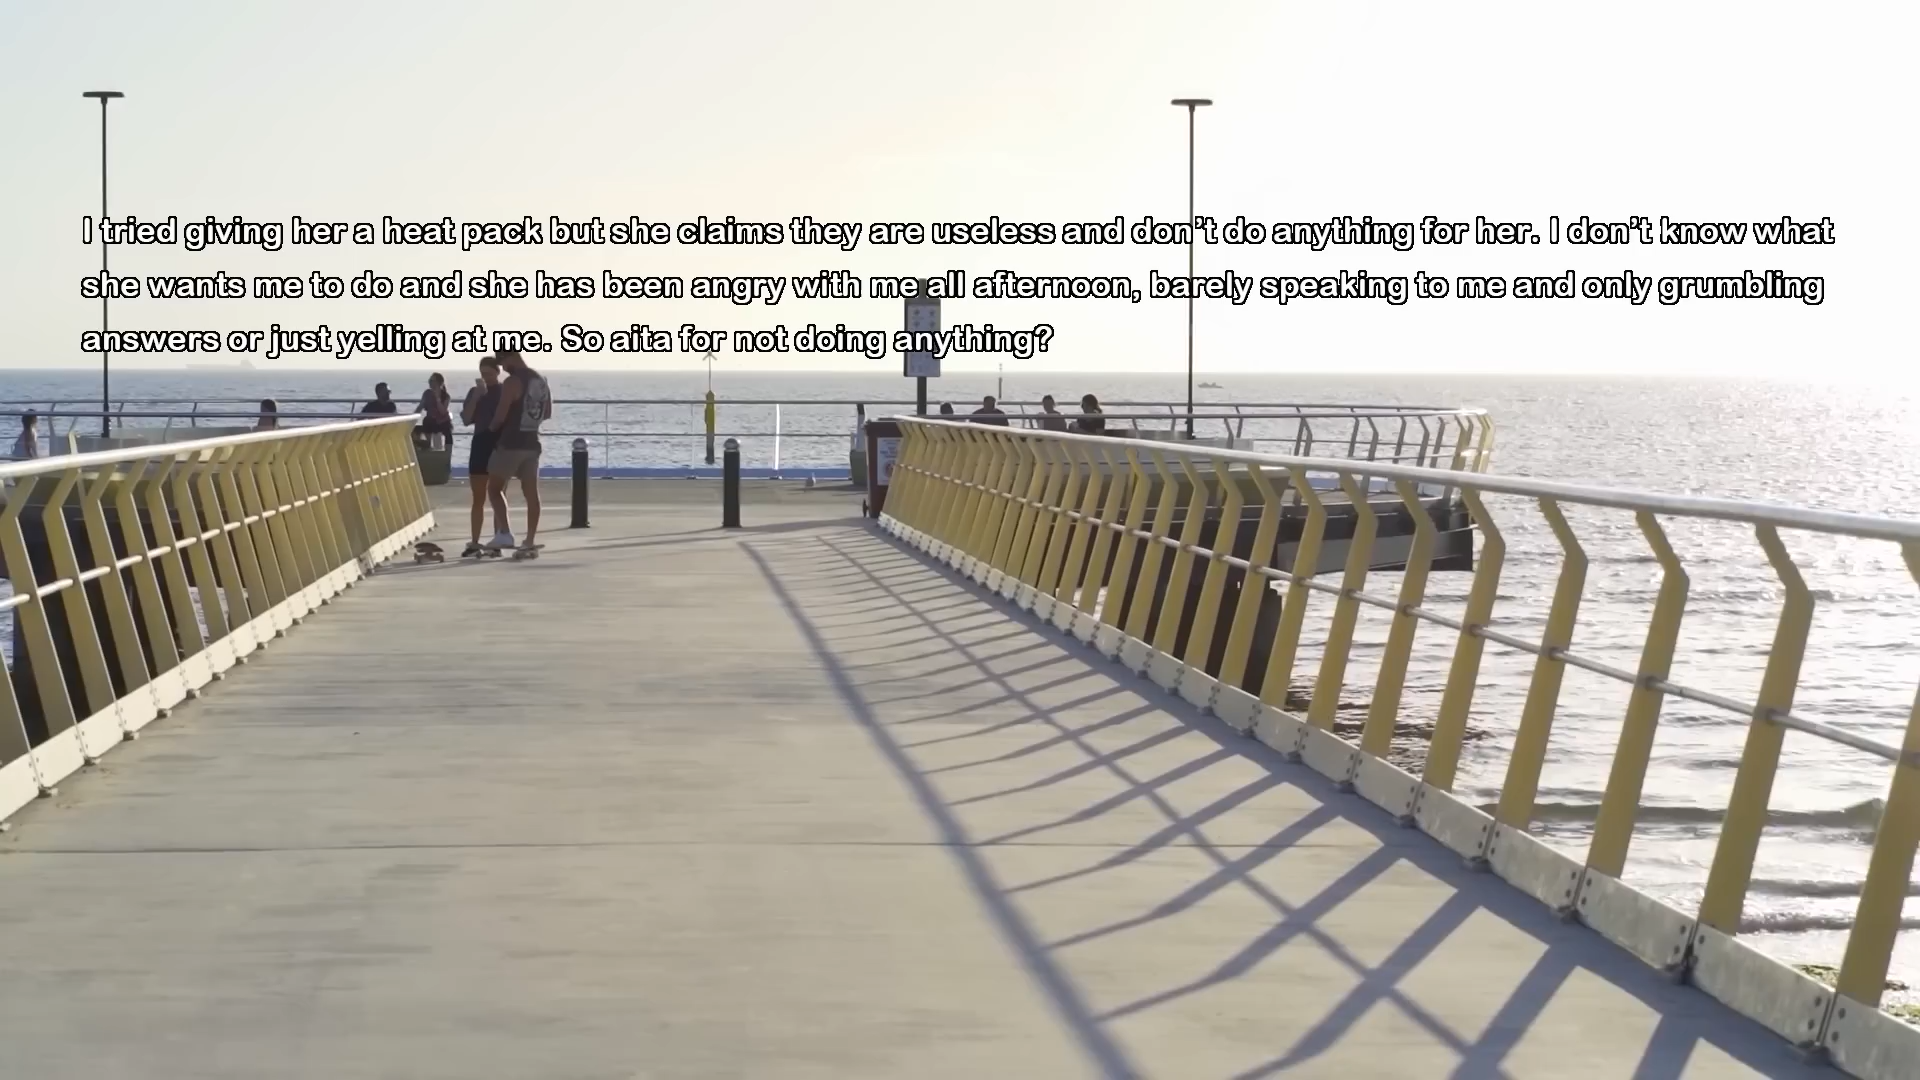 I tried giving her a heat pack but she claims they are useless and don’t do anything for her. I don’t know what
she wants me to do and she has been angry with me all afternoon, barely speaking to me and only grumbling
answers or just yelling at me. So aita for not doing anything?